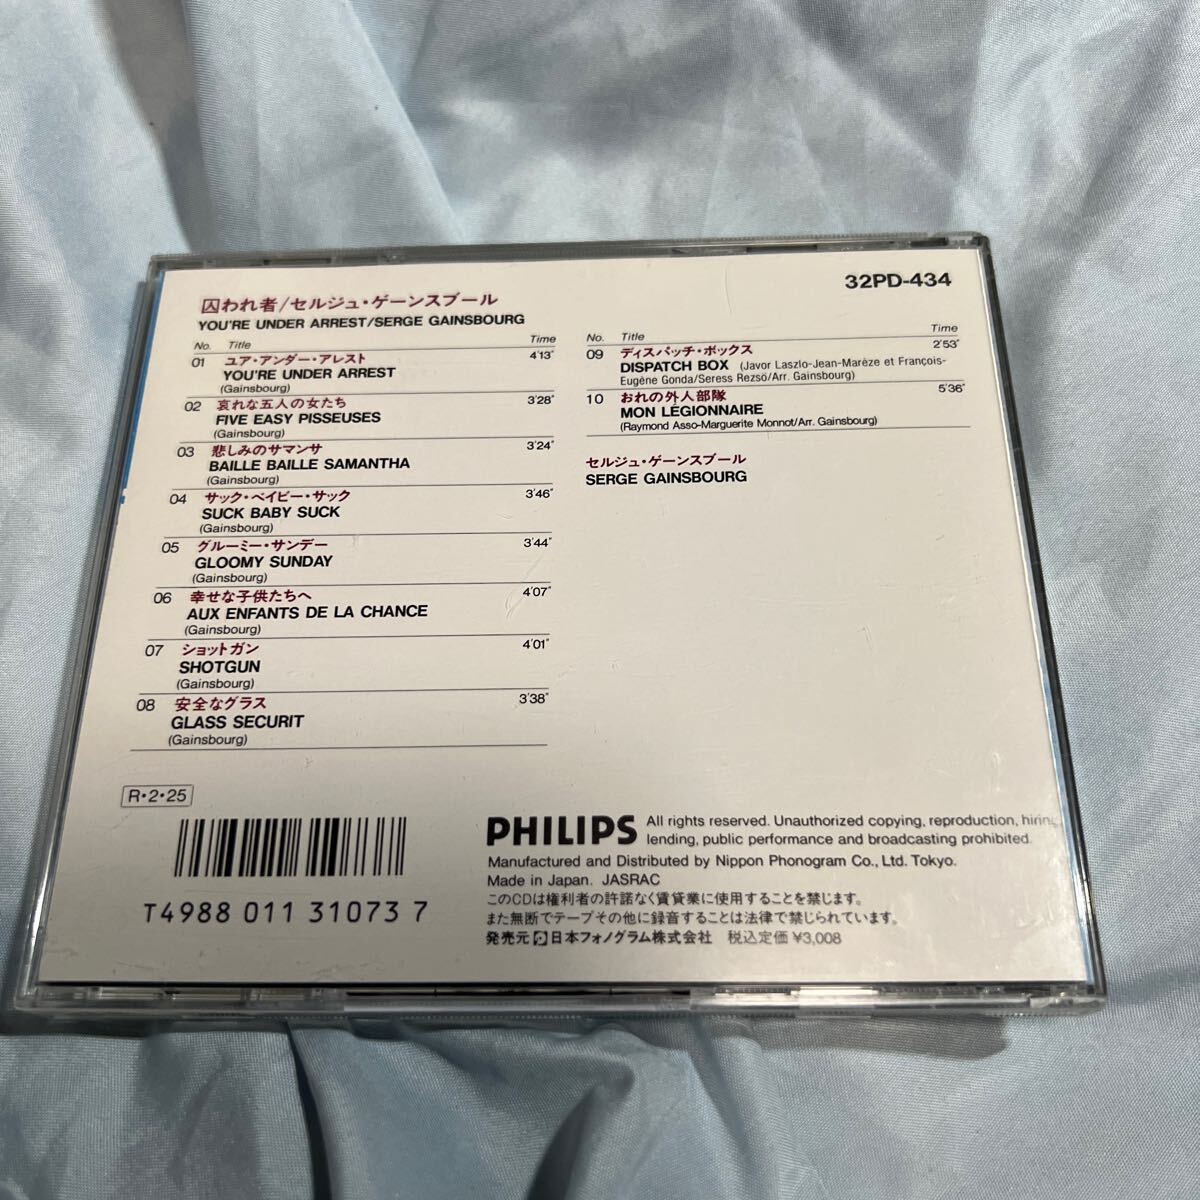 32PD-434
囚われ者/セルジュ・ゲーンスブール
YOU'RE UNDER ARREST/SERGE GAINSBOURG
No. Title Time
01 ユア・アンダー・アレスト 4'13"
YOU'RE UNDER ARREST
(Gainsbourg)
02 哀れな五人の女たち 3'28"
FIVE EASY PISSEUSES
(Gainsbourg)
03 悲しみのサマンサ 3'24"
BAILLE BAILLE SAMANTHA
(Gainsbourg)
04 サック・ベイビー・サック 3'46"
SUCK BABY SUCK
(Gainsbourg)
05 グルーミー・サンデー 3'44"
GLOOMY SUNDAY
(Gainsbourg)
06 幸せな子供たちへ 4'07"
AUX ENFANTS DE LA CHANCE
(Gainsbourg)
07 ショットガン 4'01"
SHOTGUN
(Gainsbourg)
08 安全なグラス 3'38"
GLASS SECURIT
(Gainsbourg)
No. Title Time
09 ディスパッチ・ボックス 2'53"
DISPATCH BOX (Javor Laszlo-Jean-Marèze et François-
Eugène Gonda/Seress Rezsö/Arr. Gainsbourg)
10 おれの外人部隊 5'36"
MON LÉGIONNAIRE
(Raymond Asso-Marguerite Monnot/Arr. Gainsbourg)
セルジュ・ゲーンスブール
SERGE GAINSBOURG
R・2・25
T4988 011 31073 7
PHILIPS
All rights reserved. Unauthorized copying, reproduction, hiring,
lending, public performance and broadcasting prohibited.
Manufactured and Distributed by Nippon Phonogram Co., Ltd. Tokyo.
Made in Japan. JASRAC
このCDは権利者の許諾なく賃貸業に使用することを禁じます。
また無断でテープその他に録音することは法律で禁じられています。
発売元 日本フォノグラム株式会社 税込定価 ¥3,008